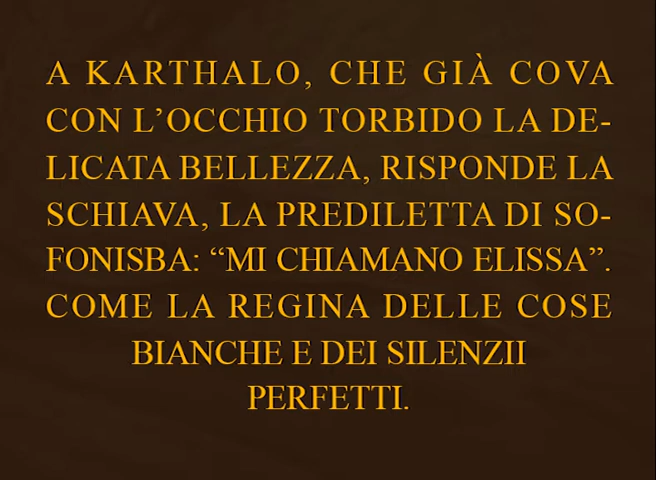 A KARTHALO, CHE GIÀ COVA
CON L’OCCHIO TORBIDO LA DE-
LICATA BELLEZZA, RISPONDE LA
SCHIAVA, LA PREDILETTA DI SO-
FONISBA: “MI CHIAMANO ELISSA”.
COME LA REGINA DELLE COSE
BIANCHE E DEI SILENZII
PERFETTI.